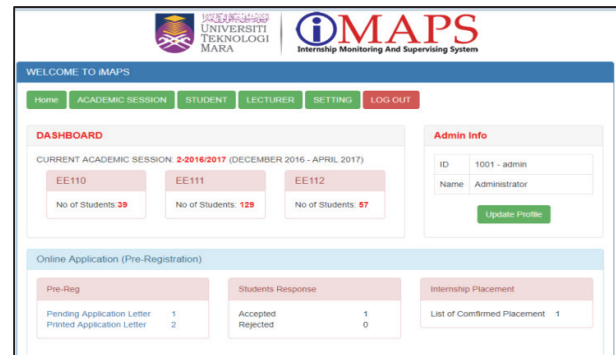 UNIVERSITI
TEKNOLOGI
MARA
iMAPS
Internship Monitoring And Supervising System
WELCOME TO iMAPS
Home ACADEMIC SESSION STUDENT LECTURER SETTING LOG OUT
DASHBOARD
CURRENT ACADEMIC SESSION: 2-2016/2017 (DECEMBER 2016 - APRIL 2017)
EE110 EE111 EE112
No of Students:39 No of Students: 129 No of Students: 57
Admin Info
ID 1001 - admin
Name Administrator
Update Profile
Online Application (Pre-Registration)
Pre-Reg
Pending Application Letter 1
Printed Application Letter 2
Students Response
Accepted 1
Rejected 0
Internship Placement
List of Comfirmed Placement 1